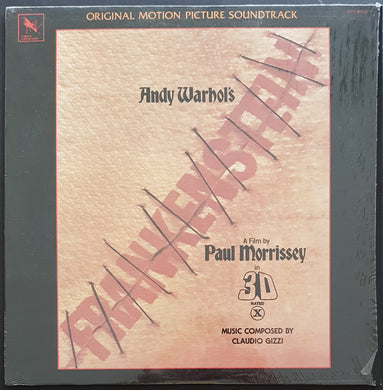 ORIGINAL MOTION PICTURE SOUNDTRACK
Andy Warhol's
FRANKENSTEIN
A Film by
Paul Morrissey
in
3D
RATED
X
MUSIC COMPOSED BY
CLAUDIO GIZZI